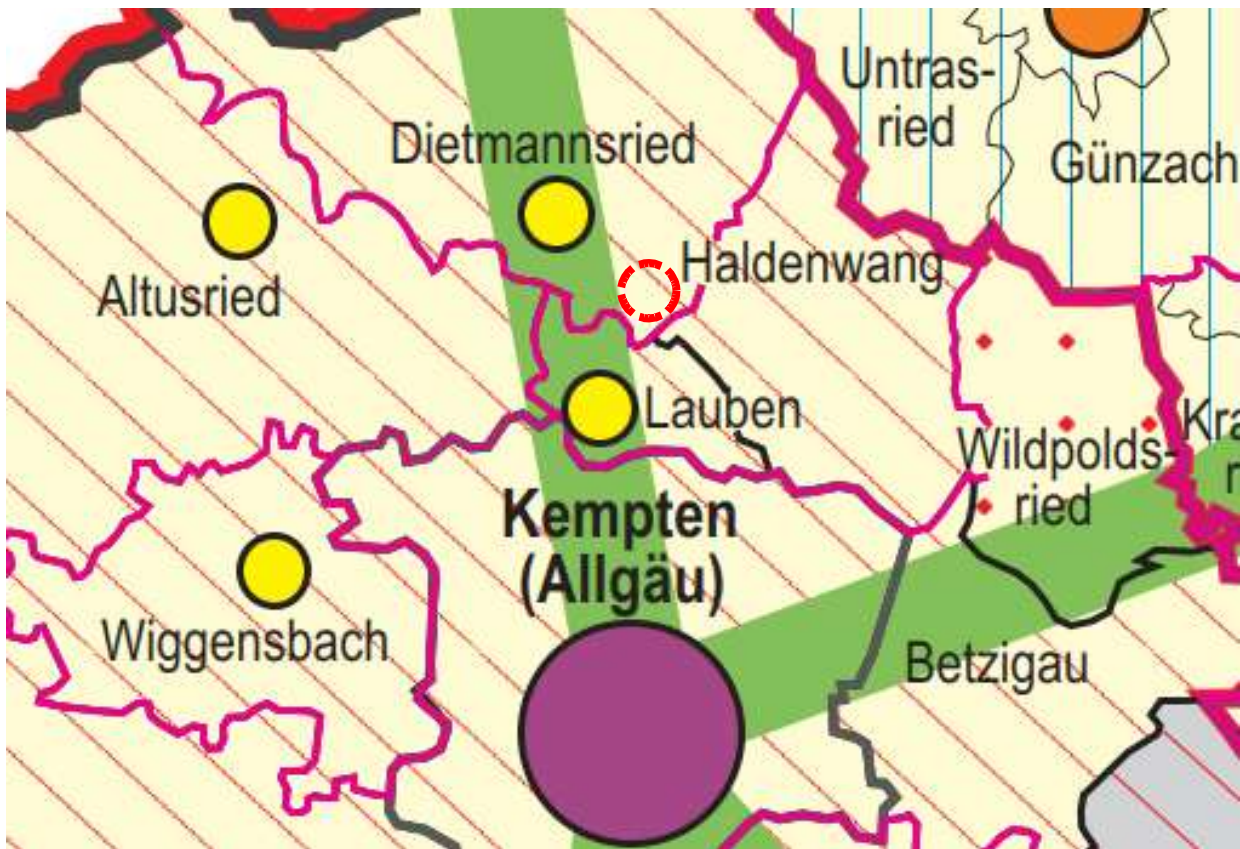 Untras-
ried
Dietmannsried
Günzach
Haldenwang
Altusried
Lauben
Wildpolds-
ried
Kempten
(Allgäu)
Wiggensbach
Betzigau